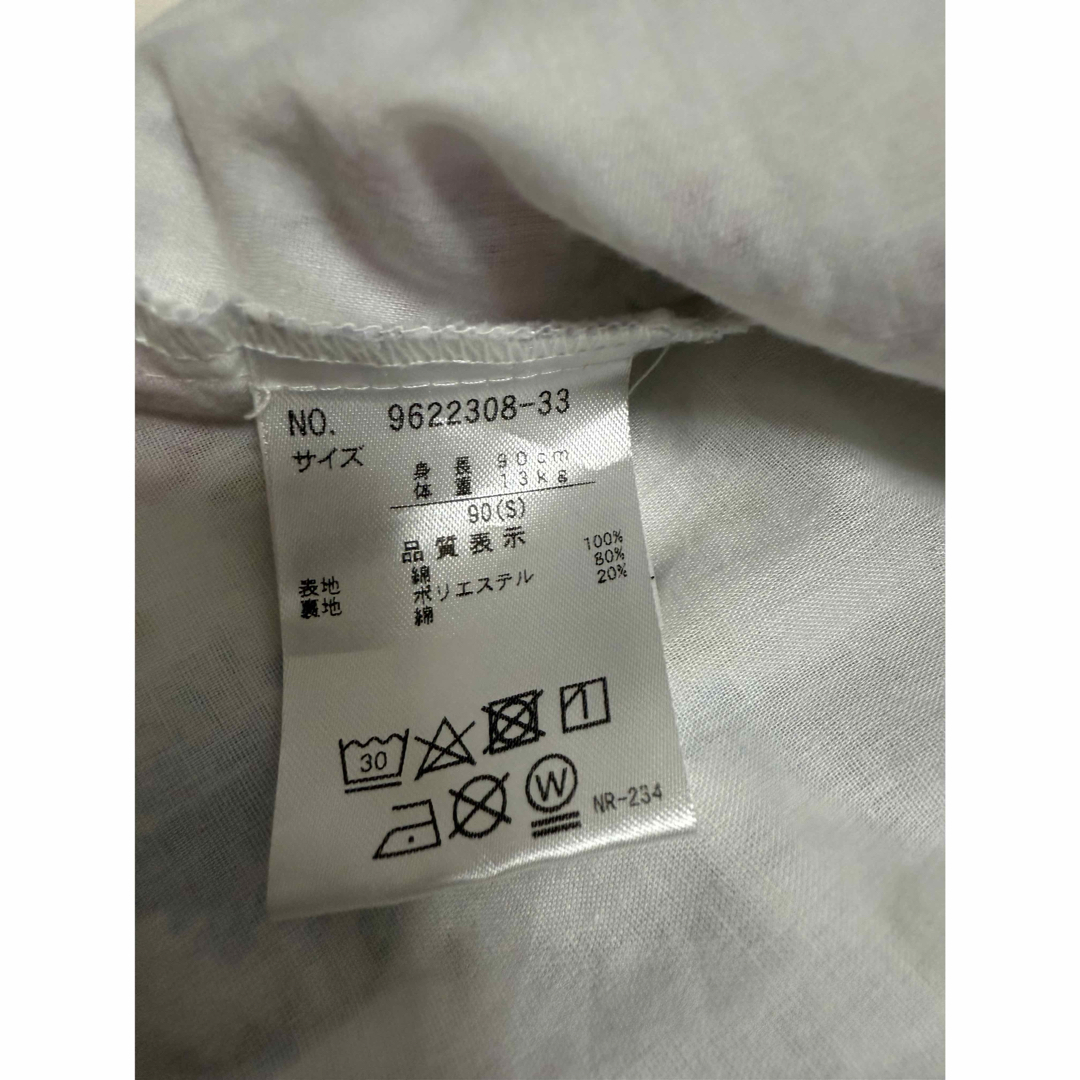 NO. 9622308-33
サイズ 身長 90cm
体重 13kg
90(S)
品質表示
表地 綿 100%
裏地 ポリエステル 80%
綿 20%
30
W
NR-234